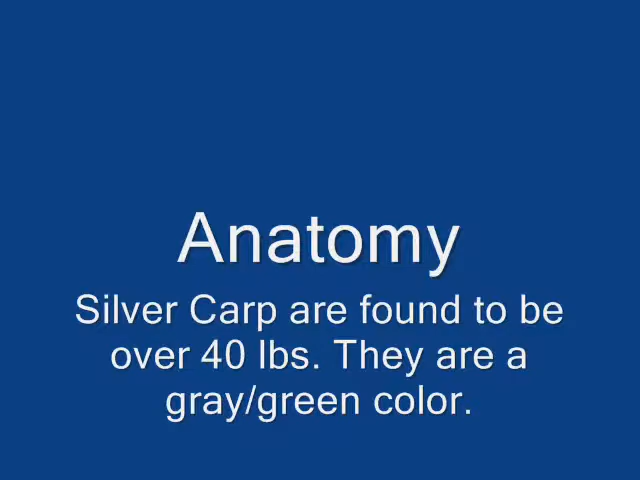 Anatomy
Silver Carp are found to be
over 40 lbs. They are a
gray/green color.